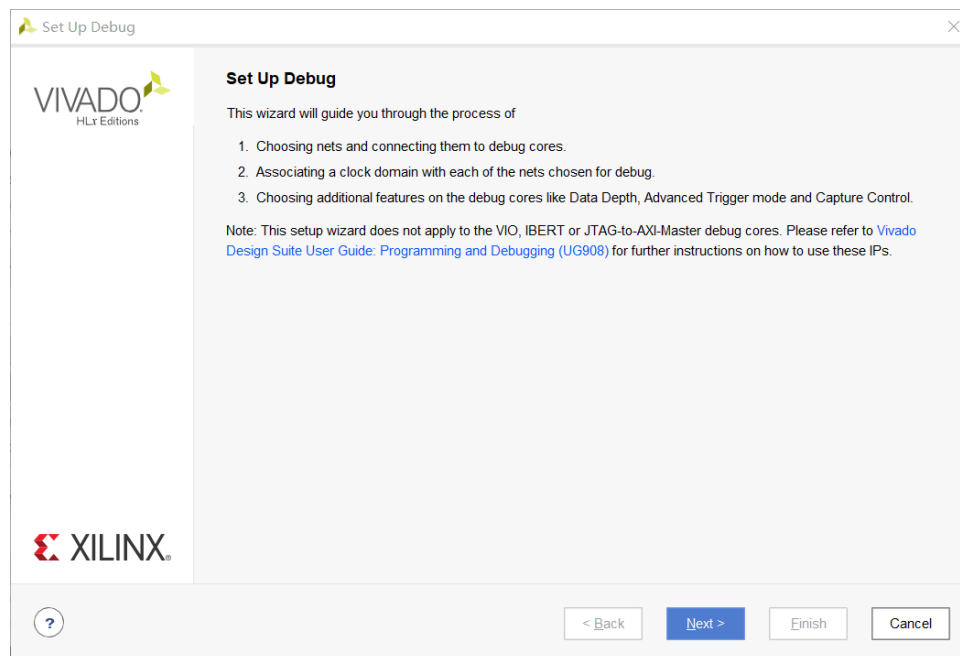 Set Up Debug
VIVADO.
HLx Editions
Set Up Debug
This wizard will guide you through the process of
1. Choosing nets and connecting them to debug cores.
2. Associating a clock domain with each of the nets chosen for debug.
3. Choosing additional features on the debug cores like Data Depth, Advanced Trigger mode and Capture Control.
Note: This setup wizard does not apply to the VIO, IBERT or JTAG-to-AXI-Master debug cores. Please refer to Vivado
Design Suite User Guide: Programming and Debugging (UG908) for further instructions on how to use these IPs.
XILINX.
?
< Back
Next >
Finish
Cancel